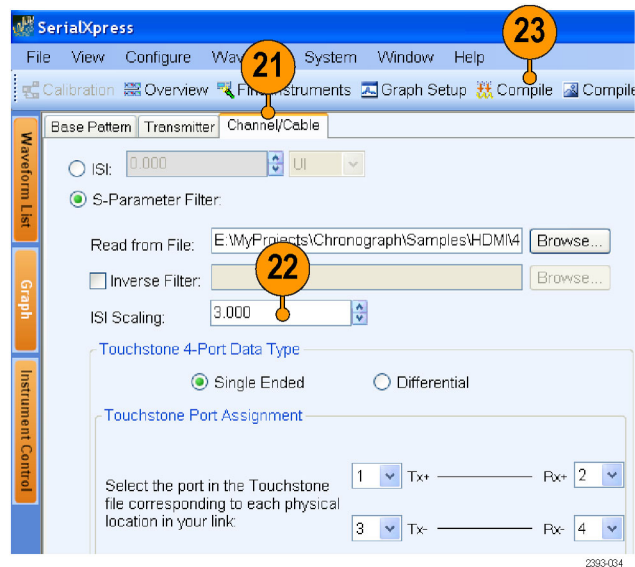 SerialXpress
23
File View Configure Wav System Window Help
21
Calibration Overview Find Instruments Graph Setup Compile Compile
Base Pattern Transmitter Channel/Cable
Waveform List
ISI: 0.000 UI
S-Parameter Filter:
Read from File: E:\MyProjects\Chronograph\Samples\HDMI\4 Browse...
22
Inverse Filter: Browse...
Graph
ISI Scaling: 3.000
Touchstone 4-Port Data Type
Single Ended Differential
Instrument Control
Touchstone Port Assignment
Select the port in the Touchstone
file corresponding to each physical
location in your link:
1 Tx+ Rx+ 2
3 Tx- Rx- 4
2393-034